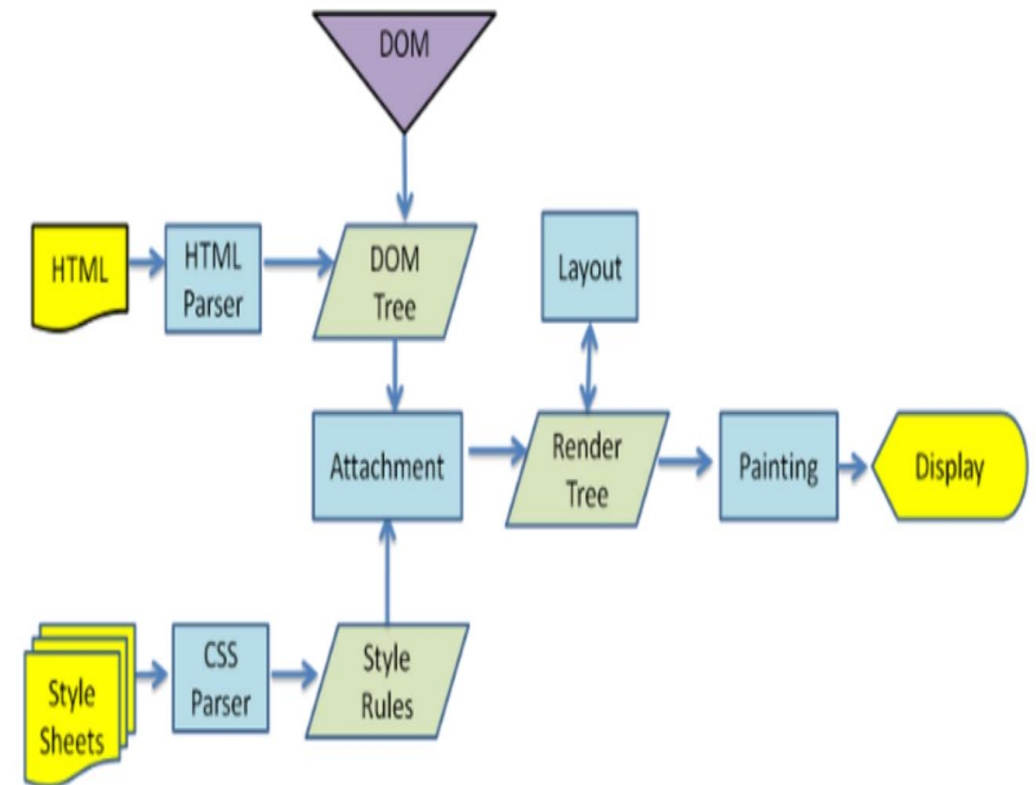 DOM
HTML
HTML
Parser
DOM
Tree
Layout
Attachment
Render
Tree
Painting
Display
Style
Sheets
CSS
Parser
Style
Rules